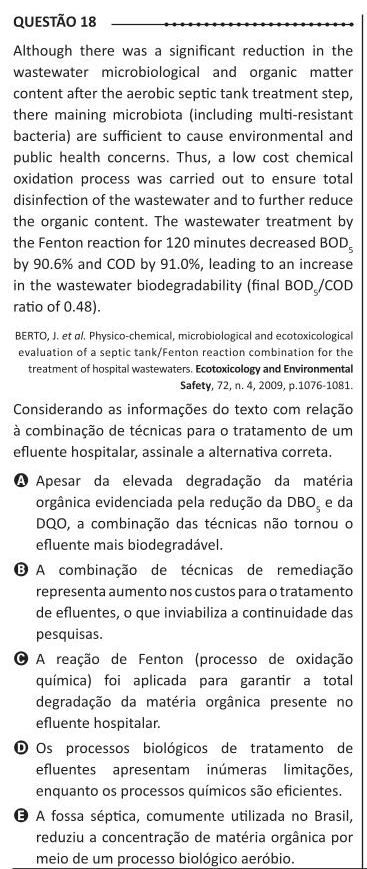 QUESTÃO 18
Although there was a significant reduction in the
wastewater microbiological and organic matter
content after the aerobic septic tank treatment step,
there maining microbiota (including multi-resistant
bacteria) are sufficient to cause environmental and
public health concerns. Thus, a low cost chemical
oxidation process was carried out to ensure total
disinfection of the wastewater and to further reduce
the organic content. The wastewater treatment by
the Fenton reaction for 120 minutes decreased BOD₅
by 90.6% and COD by 91.0%, leading to an increase
in the wastewater biodegradability (final BOD₅/COD
ratio of 0.48).
BERTO, J. et al. Physico-chemical, microbiological and ecotoxicological
evaluation of a septic tank/Fenton reaction combination for the
treatment of hospital wastewaters. Ecotoxicology and Environmental
Safety, 72, n. 4, 2009, p.1076-1081.
Considerando as informações do texto com relação
à combinação de técnicas para o tratamento de um
efluente hospitalar, assinale a alternativa correta.
A Apesar da elevada degradação da matéria
orgânica evidenciada pela redução da DBO₅ e da
DQO, a combinação das técnicas não tornou o
efluente mais biodegradável.
B A combinação de técnicas de remediação
representa aumento nos custos para o tratamento
de efluentes, o que inviabiliza a continuidade das
pesquisas.
C A reação de Fenton (processo de oxidação
química) foi aplicada para garantir a total
degradação da matéria orgânica presente no
efluente hospitalar.
D Os processos biológicos de tratamento de
efluentes apresentam inúmeras limitações,
enquanto os processos químicos são eficientes.
E A fossa séptica, comumente utilizada no Brasil,
reduziu a concentração de matéria orgânica por
meio de um processo biológico aeróbio.